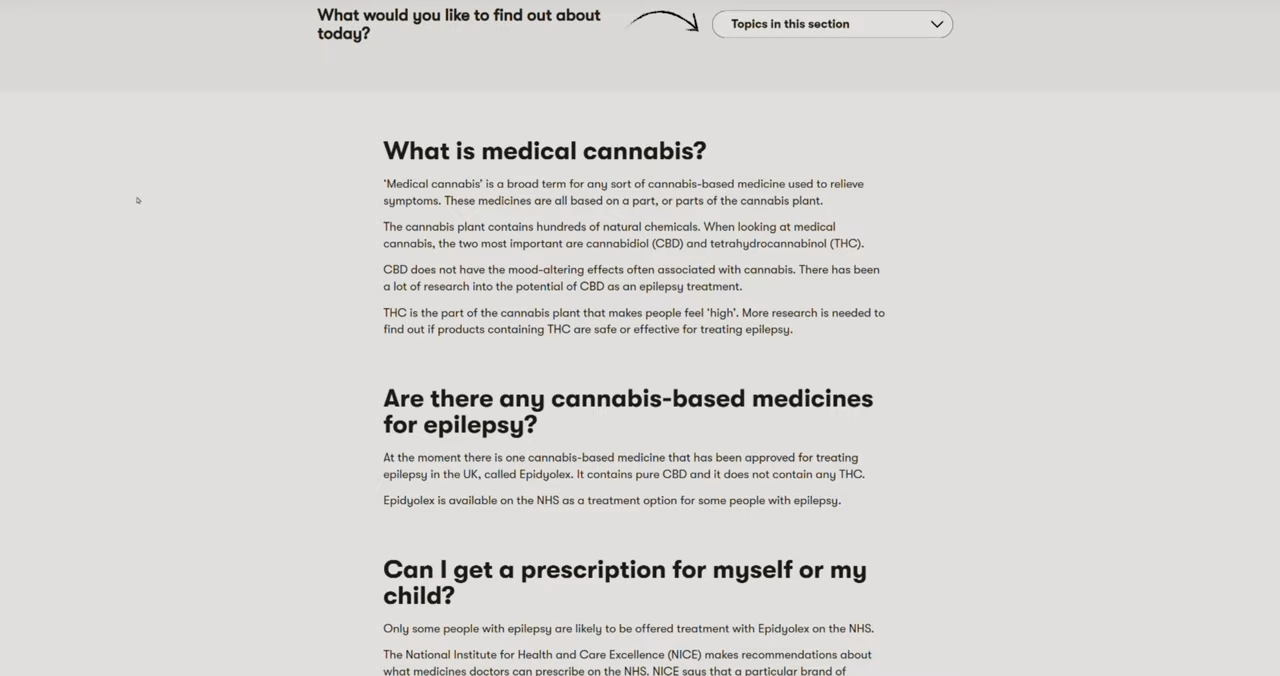 What would you like to find out about
today?
Topics in this section
What is medical cannabis?
‘Medical cannabis’ is a broad term for any sort of cannabis-based medicine used to relieve
symptoms. These medicines are all based on a part, or parts of the cannabis plant.
The cannabis plant contains hundreds of natural chemicals. When looking at medical
cannabis, the two most important are cannabidiol (CBD) and tetrahydrocannabinol (THC).
CBD does not have the mood-altering effects often associated with cannabis. There has been
a lot of research into the potential of CBD as an epilepsy treatment.
THC is the part of the cannabis plant that makes people feel ‘high’. More research is needed to
find out if products containing THC are safe or effective for treating epilepsy.
Are there any cannabis-based medicines
for epilepsy?
At the moment there is one cannabis-based medicine that has been approved for treating
epilepsy in the UK, called Epidyolex. It contains pure CBD and it does not contain any THC.
Epidyolex is available on the NHS as a treatment option for some people with epilepsy.
Can I get a prescription for myself or my
child?
Only some people with epilepsy are likely to be offered treatment with Epidyolex on the NHS.
The National Institute for Health and Care Excellence (NICE) makes recommendations about
what medicines doctors can prescribe on the NHS. NICE says that a particular brand of